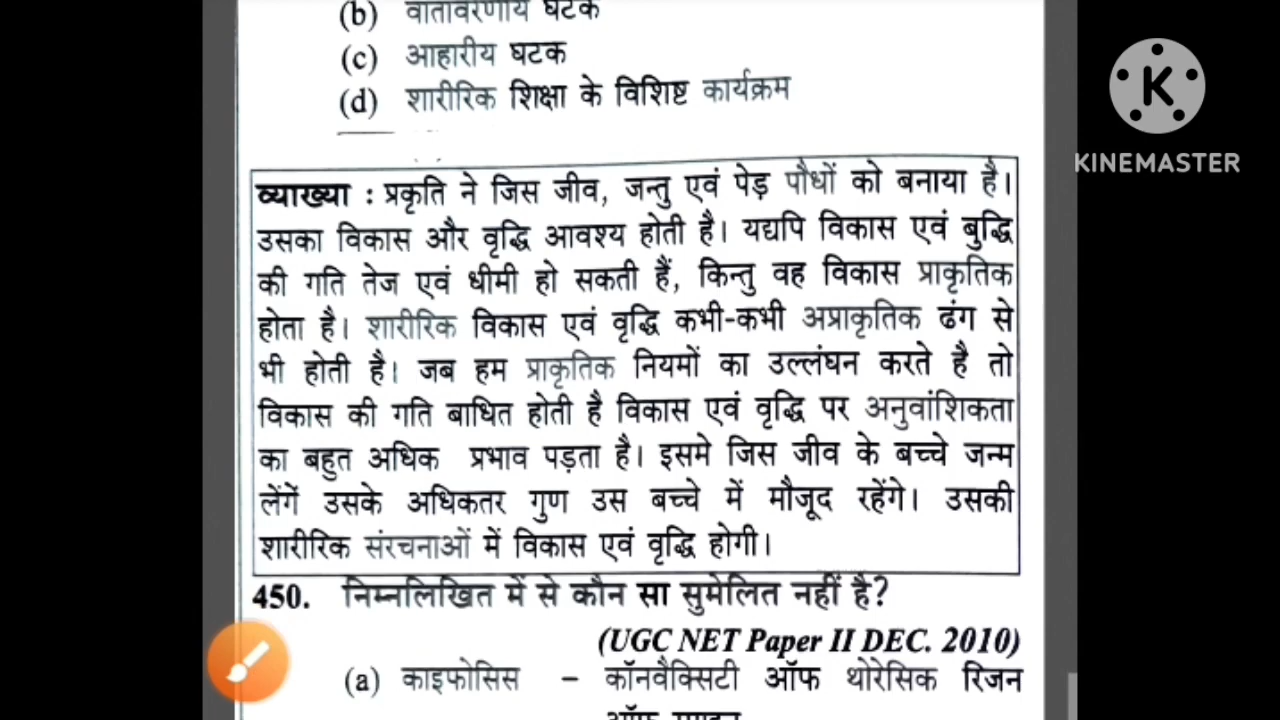 (b) वातावरणीय घटक
(c) आहारीय घटक
(d) शारीरिक शिक्षा के विशिष्ट कार्यक्रम
व्याख्या : प्रकृति ने जिस जीव, जन्तु एवं पेड़ पौधों को बनाया है।
उसका विकास और वृद्धि आवश्य होती है। यद्यपि विकास एवं बुद्धि
की गति तेज एवं धीमी हो सकती हैं, किन्तु वह विकास प्राकृतिक
होता है। शारीरिक विकास एवं वृद्धि कभी-कभी अप्राकृतिक ढंग से
भी होती है। जब हम प्राकृतिक नियमों का उल्लंघन करते है तो
विकास की गति बाधित होती है विकास एवं वृद्धि पर अनुवांशिकता
का बहुत अधिक प्रभाव पड़ता है। इसमे जिस जीव के बच्चे जन्म
लेंगें उसके अधिकतर गुण उस बच्चे में मौजूद रहेंगे। उसकी
शारीरिक संरचनाओं में विकास एवं वृद्धि होगी।
450. निम्नलिखित में से कौन सा सुमेलित नहीं है?
(UGC NET Paper II DEC. 2010)
(a) काइफोसिस – कॉनवैक्सिटी ऑफ थोरेसिक रिजन
ऑफ
K
KINEMASTER